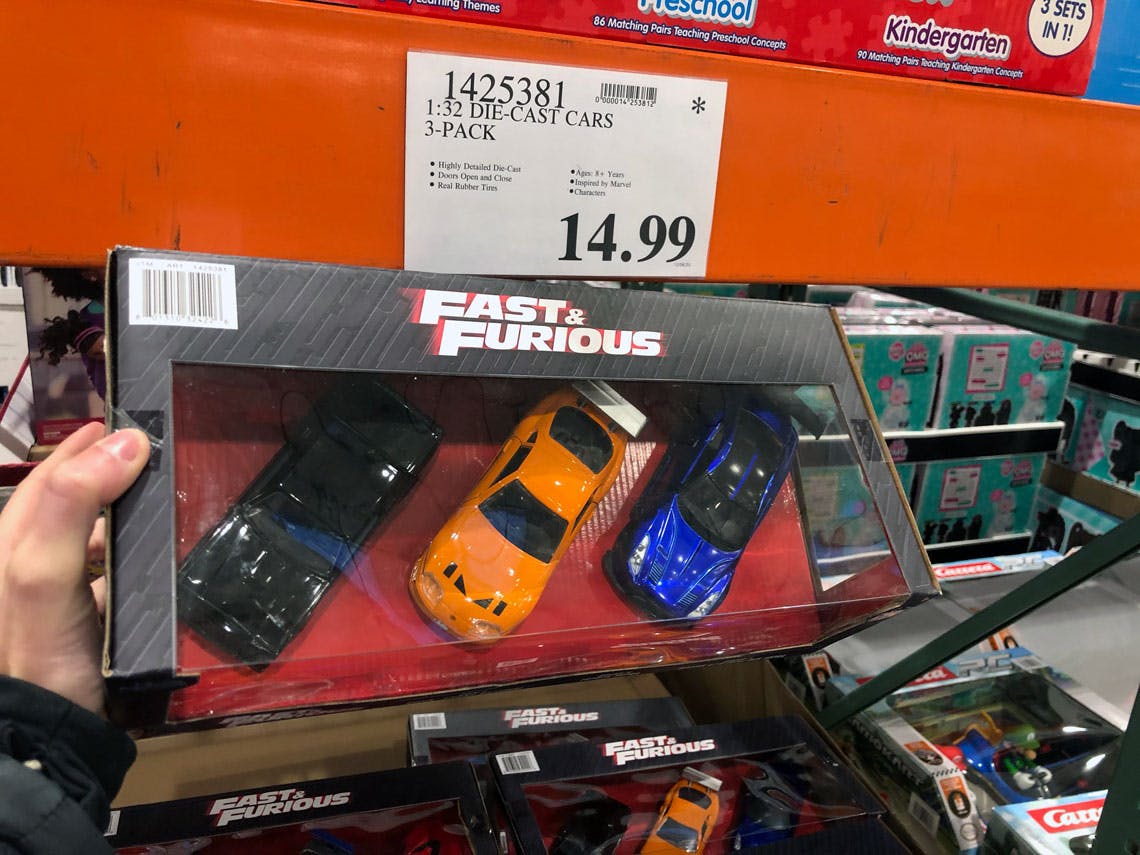 Learning Themes
Preschool
86 Matching Pairs Teaching Preschool Concepts
Kindergarten
90 Matching Pairs Teaching Kindergarten Concepts
3 SETS
IN 1!
1425381
*
1:32 DIE-CAST CARS
3-PACK
• Highly Detailed Die-Cast
• Doors Open and Close
• Real Rubber Tires
• Ages: 8+ Years
• Inspired by Marvel
• Characters
14.99
FAST &
FURIOUS
OMG
OMG
Carrera
FAST &
FURIOUS
FAST &
FURIOUS
FAST &
FURIOUS